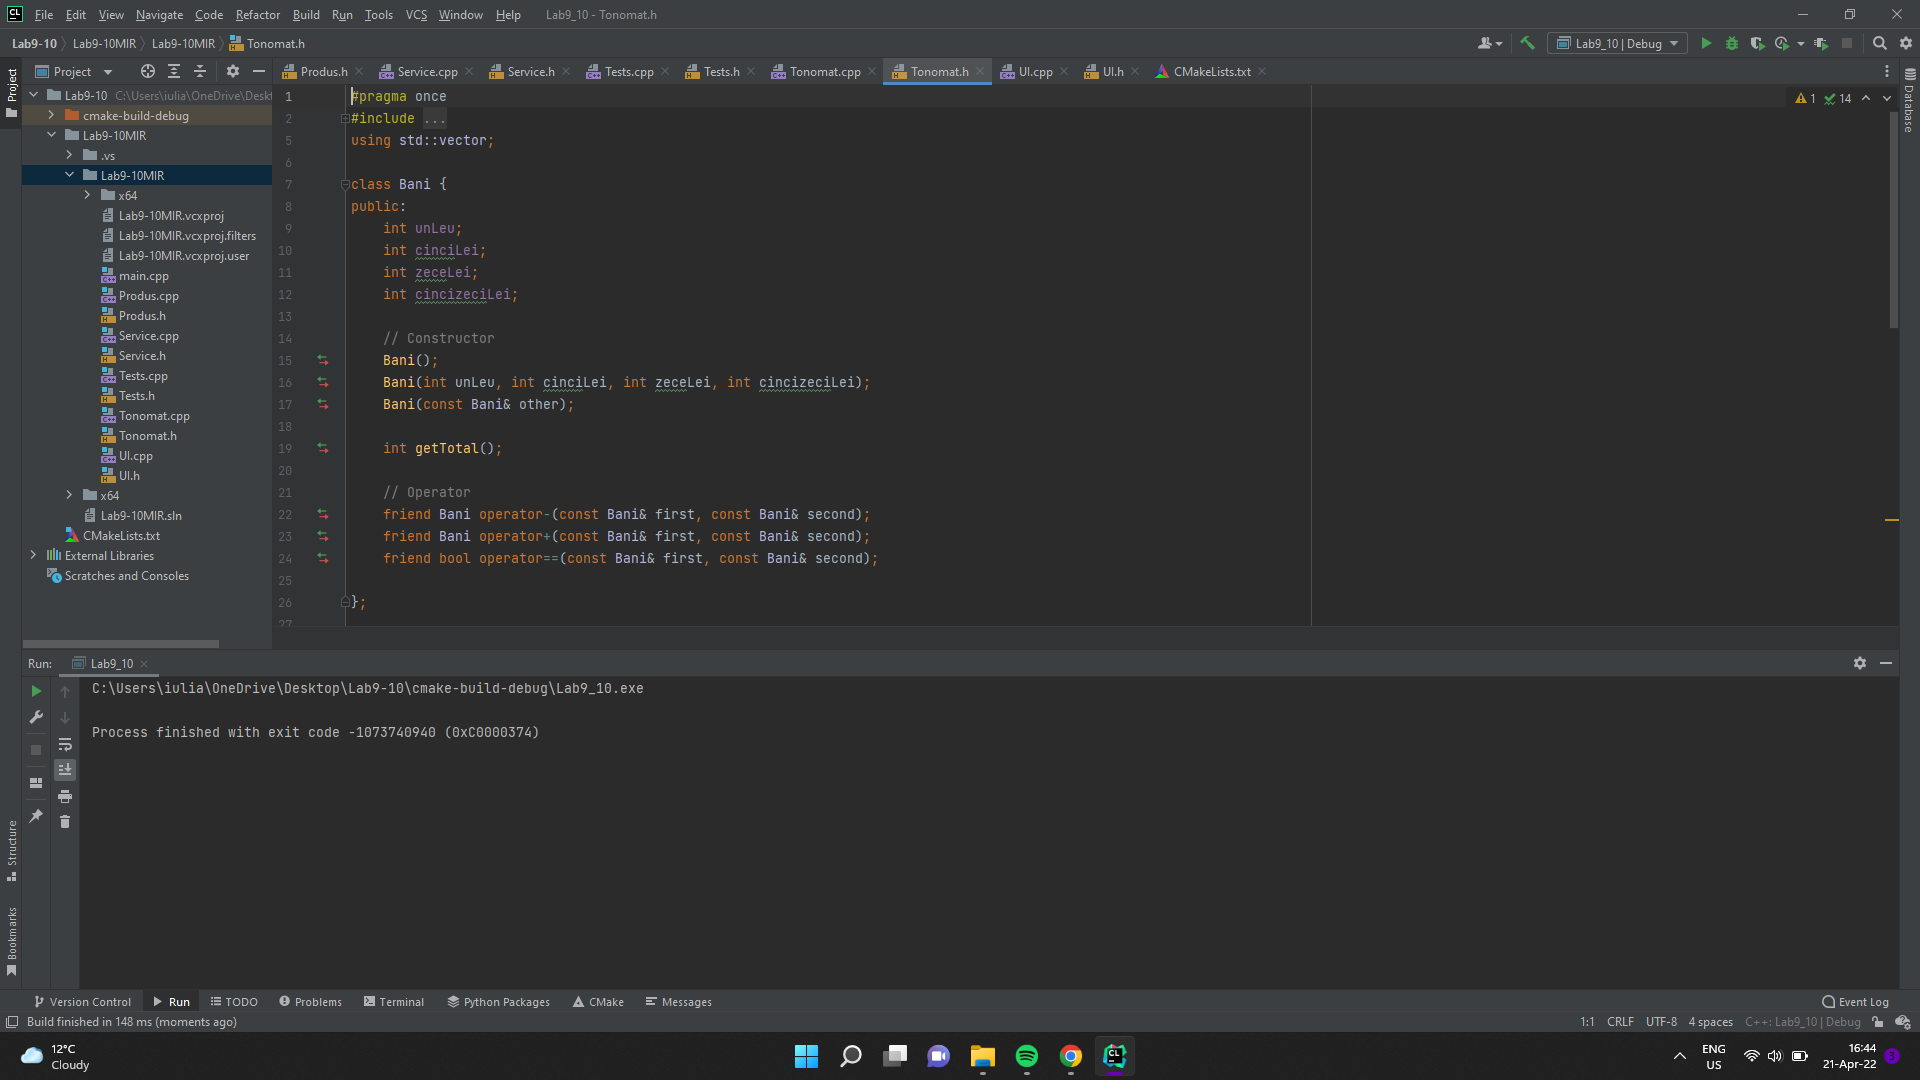 CL File Edit View Navigate Code Refactor Build Run Tools VCS Window Help Lab9_10 - Tonomat.h
Lab9-10 Lab9-10MIR Lab9-10MIR Tonomat.h
Lab9_10 | Debug
Project
Produs.h Service.cpp Service.h Tests.cpp Tests.h Tonomat.cpp Tonomat.h UI.cpp UI.h CMakeLists.txt
Project
Database
Structure
Bookmarks
Lab9-10 C:\Users\iulia\OneDrive\Deskt
cmake-build-debug
Lab9-10MIR
.vs
Lab9-10MIR
x64
Lab9-10MIR.vcxproj
Lab9-10MIR.vcxproj.filters
Lab9-10MIR.vcxproj.user
main.cpp
Produs.cpp
Produs.h
Service.cpp
Service.h
Tests.cpp
Tests.h
Tonomat.cpp
Tonomat.h
UI.cpp
UI.h
x64
Lab9-10MIR.sln
CMakeLists.txt
External Libraries
Scratches and Consoles
1 14
1 #pragma once
2 #include ...
5 using std::vector;
6
7 class Bani {
8 public:
9 int unLeu;
10 int cinciLei;
11 int zeceLei;
12 int cincizeciLei;
13
14 // Constructor
15 Bani();
16 Bani(int unLeu, int cinciLei, int zeceLei, int cincizeciLei);
17 Bani(const Bani& other);
18
19 int getTotal();
20
21 // Operator
22 friend Bani operator-(const Bani& first, const Bani& second);
23 friend Bani operator+(const Bani& first, const Bani& second);
24 friend bool operator==(const Bani& first, const Bani& second);
25
26 };
27
Run: Lab9_10
C:\Users\iulia\OneDrive\Desktop\Lab9-10\cmake-build-debug\Lab9_10.exe
Process finished with exit code -1073740940 (0xC0000374)
Version Control Run TODO Problems Terminal Python Packages CMake Messages Event Log
Build finished in 148 ms (moments ago) 1:1 CRLF UTF-8 4 spaces C++: Lab9_10 | Debug
12°C
Cloudy
CL
ENG
US
16:44
21-Apr-22
3